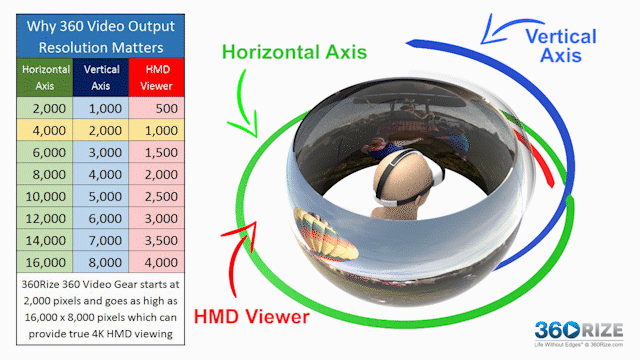 Why 360 Video Output
Resolution Matters
Horizontal Axis Vertical Axis HMD Viewer
2,000 1,000 500
4,000 2,000 1,000
6,000 3,000 1,500
8,000 4,000 2,000
10,000 5,000 2,500
12,000 6,000 3,000
14,000 7,000 3,500
16,000 8,000 4,000
360Rize 360 Video Gear starts at
2,000 pixels and goes as high as
16,000 x 8,000 pixels which can
provide true 4K HMD viewing
Horizontal Axis
Vertical
Axis
HMD Viewer
360RIZE
Life Without Edges® @ 360Rize.com